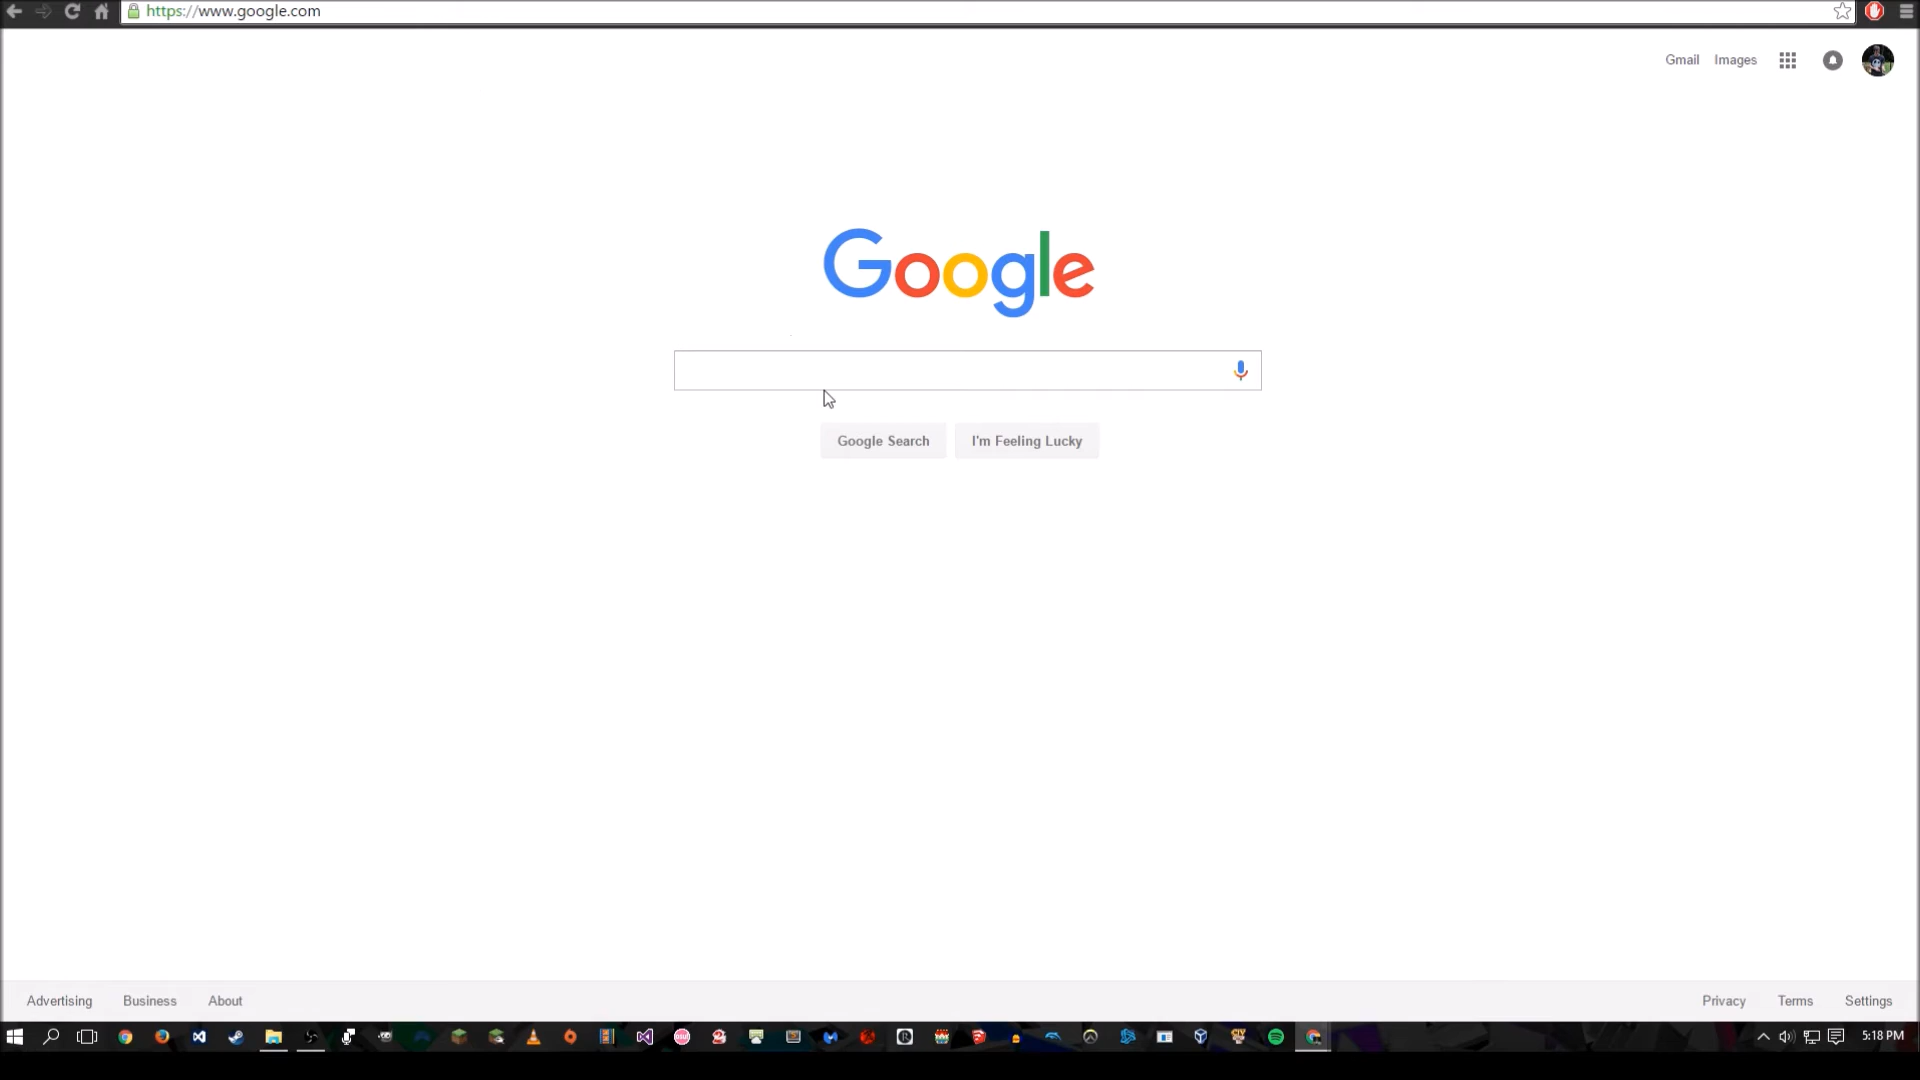 https://www.google.com
Gmail Images
Google
Google Search I'm Feeling Lucky
Advertising Business About Privacy Terms Settings
5:18 PM